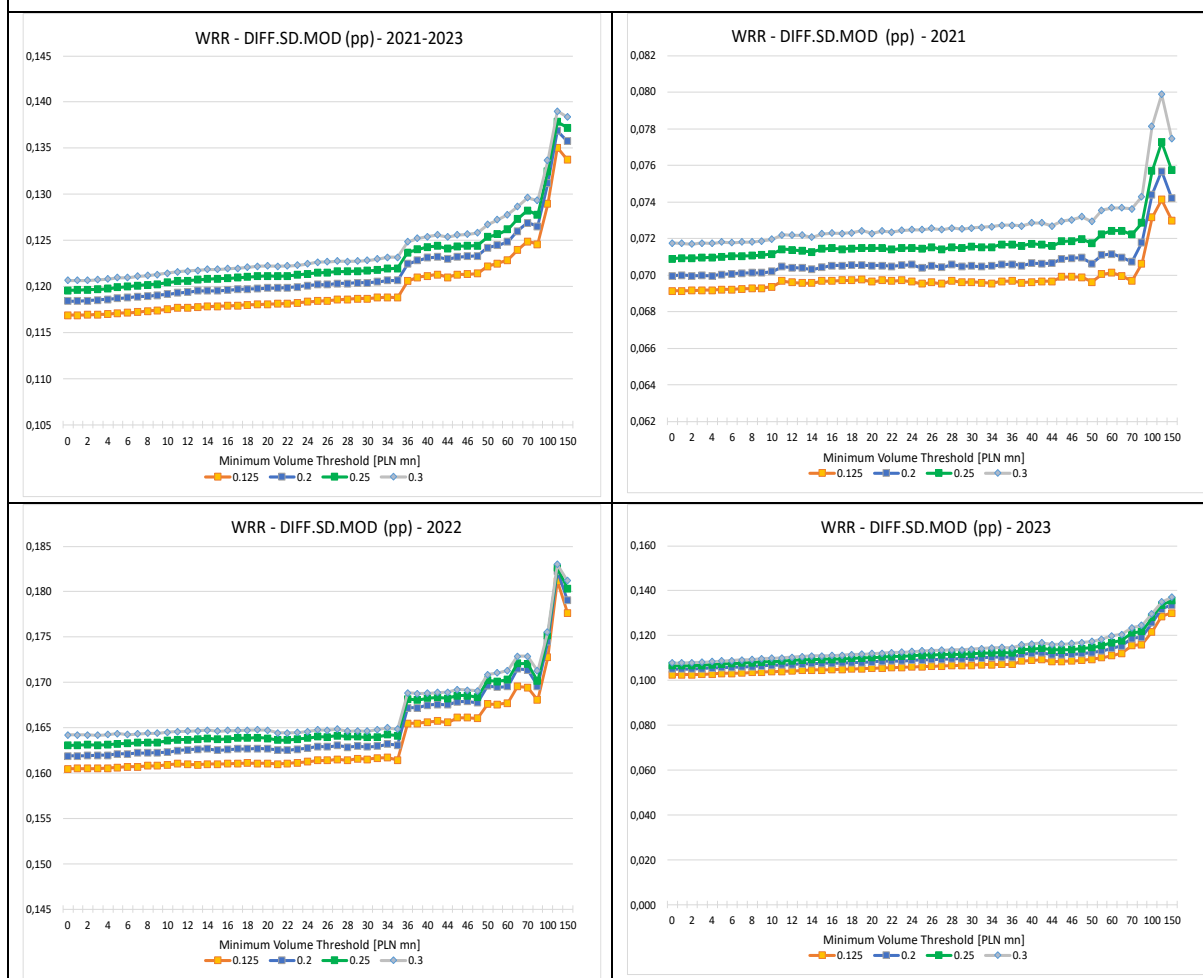 WRR - DIFF.SD.MOD (pp) - 2021-2023
0,145
0,140
0,135
0,130
0,125
0,120
0,115
0,110
0,105
0 2 4 6 8 10 12 14 16 18 20 22 24 26 28 30 34 36 40 44 46 50 60 70 100 150
Minimum Volume Threshold [PLN mn]
0.125 0.2 0.25 0.3
WRR - DIFF.SD.MOD (pp) - 2021
0,082
0,080
0,078
0,076
0,074
0,072
0,070
0,068
0,066
0,064
0,062
0 2 4 6 8 10 12 14 16 18 20 22 24 26 28 30 34 36 40 44 46 50 60 70 100 150
Minimum Volume Threshold [PLN mn]
0.125 0.2 0.25 0.3
WRR - DIFF.SD.MOD (pp) - 2022
0,185
0,180
0,175
0,170
0,165
0,160
0,155
0,150
0,145
0 2 4 6 8 10 12 14 16 18 20 22 24 26 28 30 34 36 40 44 46 50 60 70 100 150
Minimum Volume Threshold [PLN mn]
0.125 0.2 0.25 0.3
WRR - DIFF.SD.MOD (pp) - 2023
0,160
0,140
0,120
0,100
0,080
0,060
0,040
0,020
0,000
0 2 4 6 8 10 12 14 16 18 20 22 24 26 28 30 34 36 40 44 46 50 60 70 100 150
Minimum Volume Threshold [PLN mn]
0.125 0.2 0.25 0.3